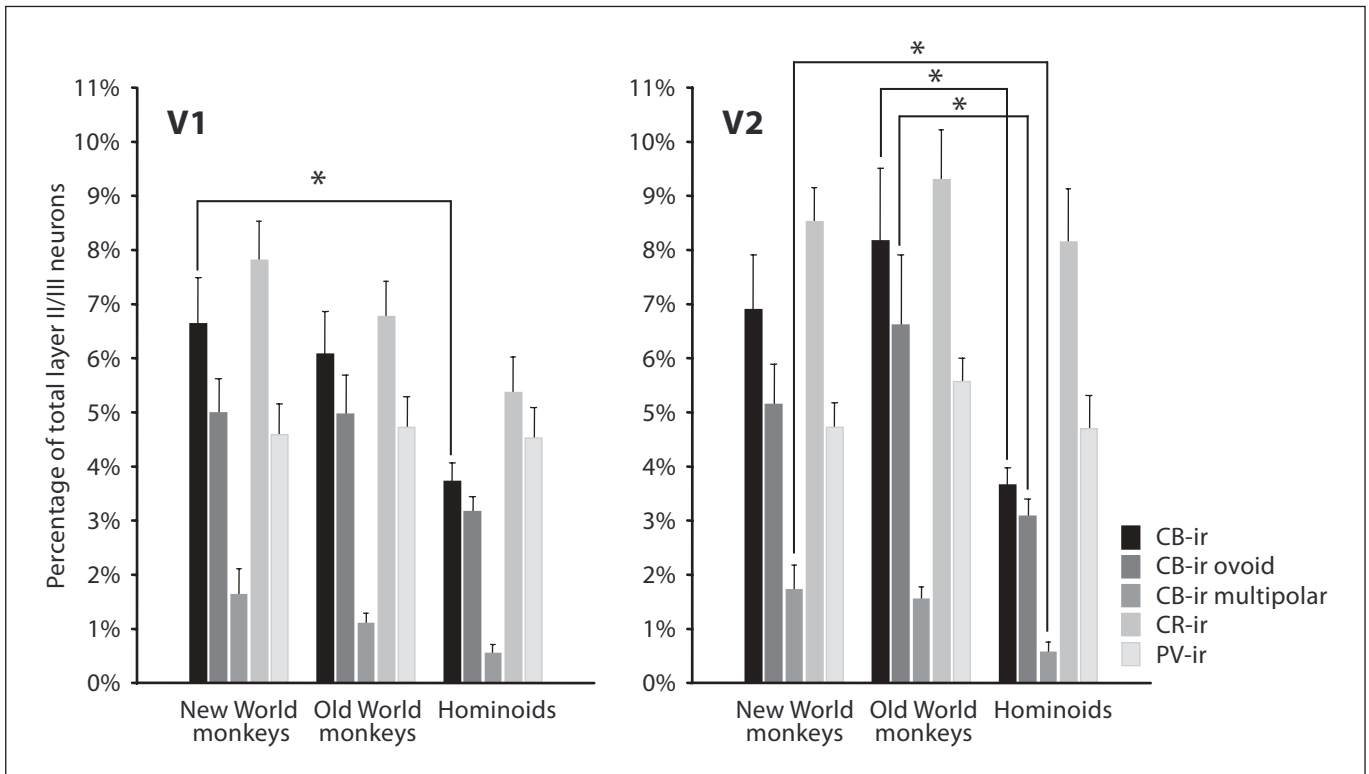 Percentage of total layer II/III neurons
11%
10%
9%
8%
7%
6%
5%
4%
3%
2%
1%
0%
V1
*
New World
monkeys
Old World
monkeys
Hominoids
11%
10%
9%
8%
7%
6%
5%
4%
3%
2%
1%
0%
V2
*
*
*
New World
monkeys
Old World
monkeys
Hominoids
CB-ir
CB-ir ovoid
CB-ir multipolar
CR-ir
PV-ir